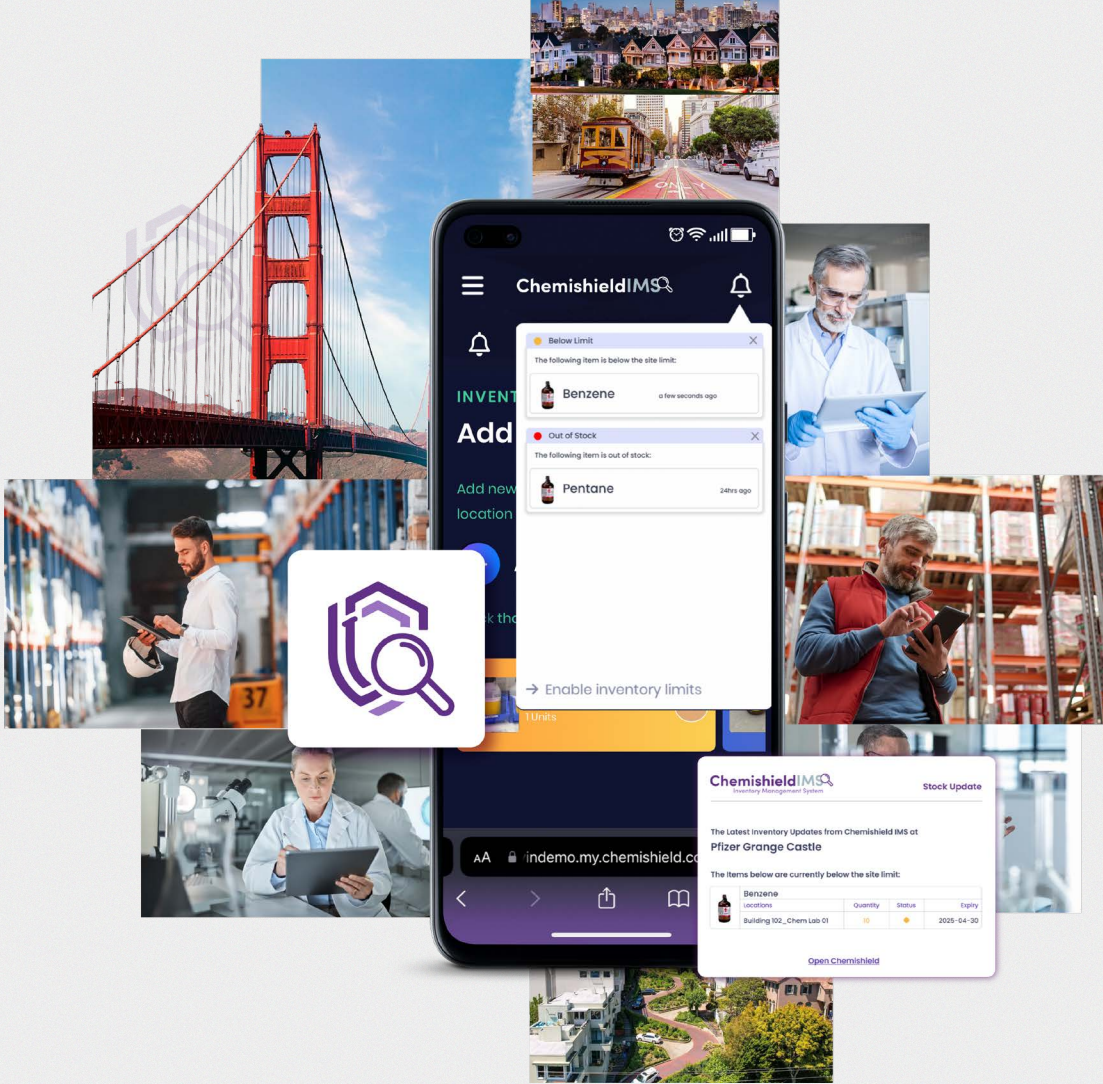 ONLY
ChemishieldIMS
INVENT
Add
Add new
location
Below Limit
X
The following item is below the site limit:
Benzene
a few seconds ago
Out of Stock
X
The following item is out of stock:
Pentane
24hrs ago
→ Enable inventory limits
1 Units
37
AA
indemo.my.chemishield.co
ChemishieldIMS
Inventory Management System
Stock Update
The Latest Inventory Updates from Chemishield IMS at
Pfizer Grange Castle
The Items below are currently below the site limit:
Benzene
Locations Quantity Status Expiry
Building 102_Chem Lab 01 10 2025-04-30
Open Chemishield